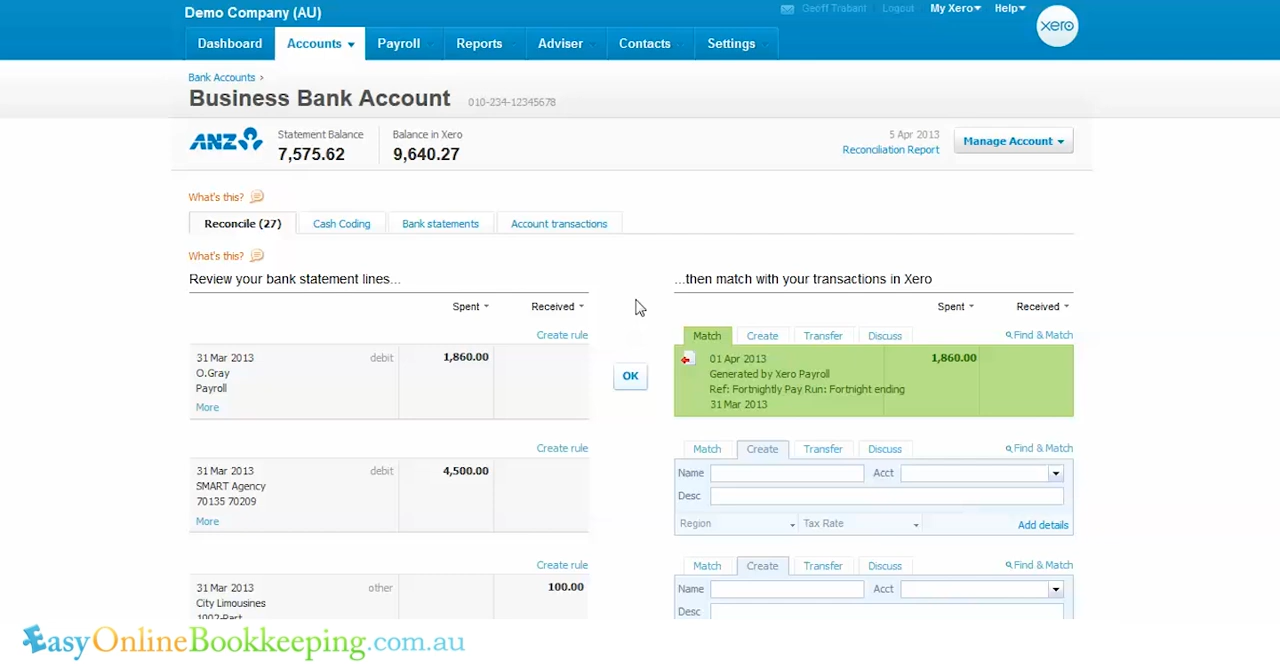 Demo Company (AU)
Geoff Trabant Logout My Xero Help
xero
Dashboard Accounts Payroll Reports Adviser Contacts Settings
Bank Accounts ›
Business Bank Account 010-234-12345678
ANZ
Statement Balance
7,575.62
Balance in Xero
9,640.27
5 Apr 2013
Reconciliation Report
Manage Account
What's this?
Reconcile (27) Cash Coding Bank statements Account transactions
What's this?
Review your bank statement lines...
...then match with your transactions in Xero
Spent Received
Spent Received
Create rule
Match Create Transfer Discuss Find & Match
31 Mar 2013 debit 1,860.00
O.Gray
Payroll
More
OK
01 Apr 2013 1,860.00
Generated by Xero Payroll
Ref: Fortnightly Pay Run: Fortnight ending
31 Mar 2013
Create rule
Match Create Transfer Discuss Find & Match
31 Mar 2013 debit 4,500.00
SMART Agency
70135 70209
More
Name Acct
Desc
Region Tax Rate Add details
Create rule
Match Create Transfer Discuss Find & Match
31 Mar 2013 other 100.00
City Limousines
1002-Part
Name Acct
Desc
EasyOnlineBookkeeping.com.au